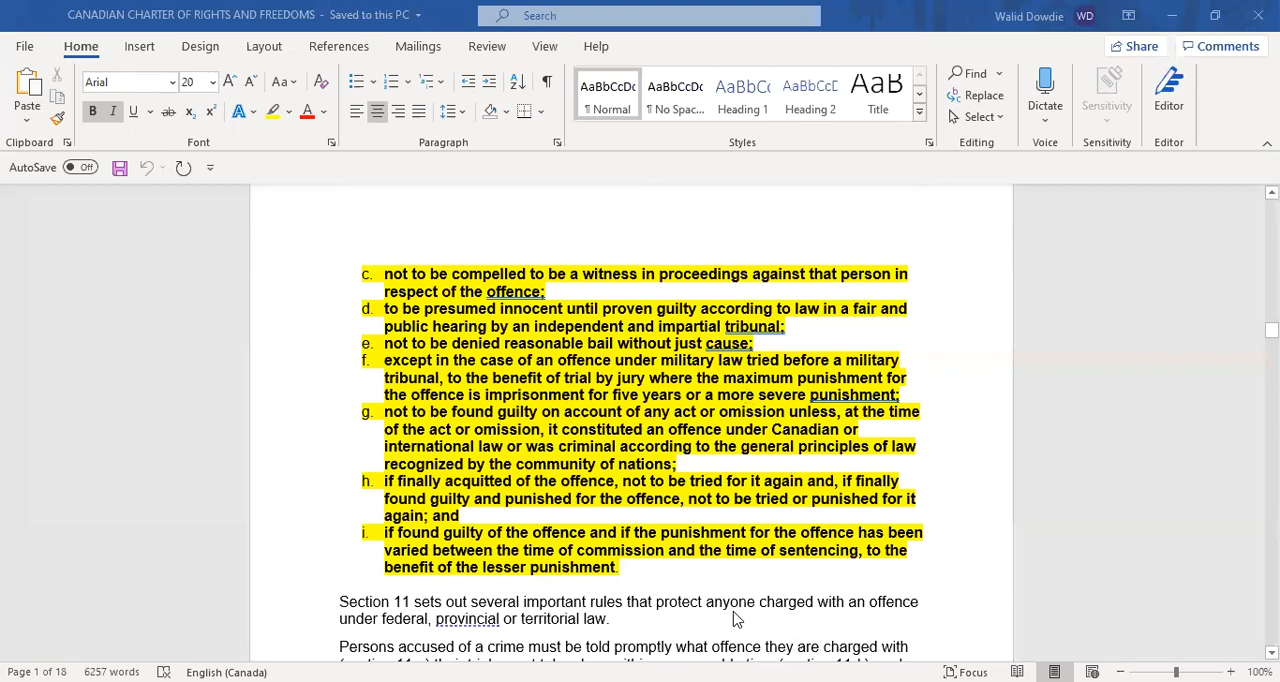 CANADIAN CHARTER OF RIGHTS AND FREEDOMS - Saved to this PC
Search
Walid Dowdie WD
File Home Insert Design Layout References Mailings Review View Help Share Comments
Paste
Arial 20 Aa
B I U ab x2 x2 A A
AaBbCcDc AaBbCcDc AaBbCc AaBbCcD AaB
¶ Normal ¶ No Spac... Heading 1 Heading 2 Title
Find
Replace
Select
Dictate Sensitivity Editor
Clipboard Font Paragraph Styles Editing Voice Sensitivity Editor
AutoSave Off
c. not to be compelled to be a witness in proceedings against that person in
respect of the offence;
d. to be presumed innocent until proven guilty according to law in a fair and
public hearing by an independent and impartial tribunal;
e. not to be denied reasonable bail without just cause;
f. except in the case of an offence under military law tried before a military
tribunal, to the benefit of trial by jury where the maximum punishment for
the offence is imprisonment for five years or a more severe punishment;
g. not to be found guilty on account of any act or omission unless, at the time
of the act or omission, it constituted an offence under Canadian or
international law or was criminal according to the general principles of law
recognized by the community of nations;
h. if finally acquitted of the offence, not to be tried for it again and, if finally
found guilty and punished for the offence, not to be tried or punished for it
again; and
i. if found guilty of the offence and if the punishment for the offence has been
varied between the time of commission and the time of sentencing, to the
benefit of the lesser punishment.
Section 11 sets out several important rules that protect anyone charged with an offence
under federal, provincial or territorial law.
Persons accused of a crime must be told promptly what offence they are charged with
Page 1 of 18 6257 words English (Canada) Focus 100%